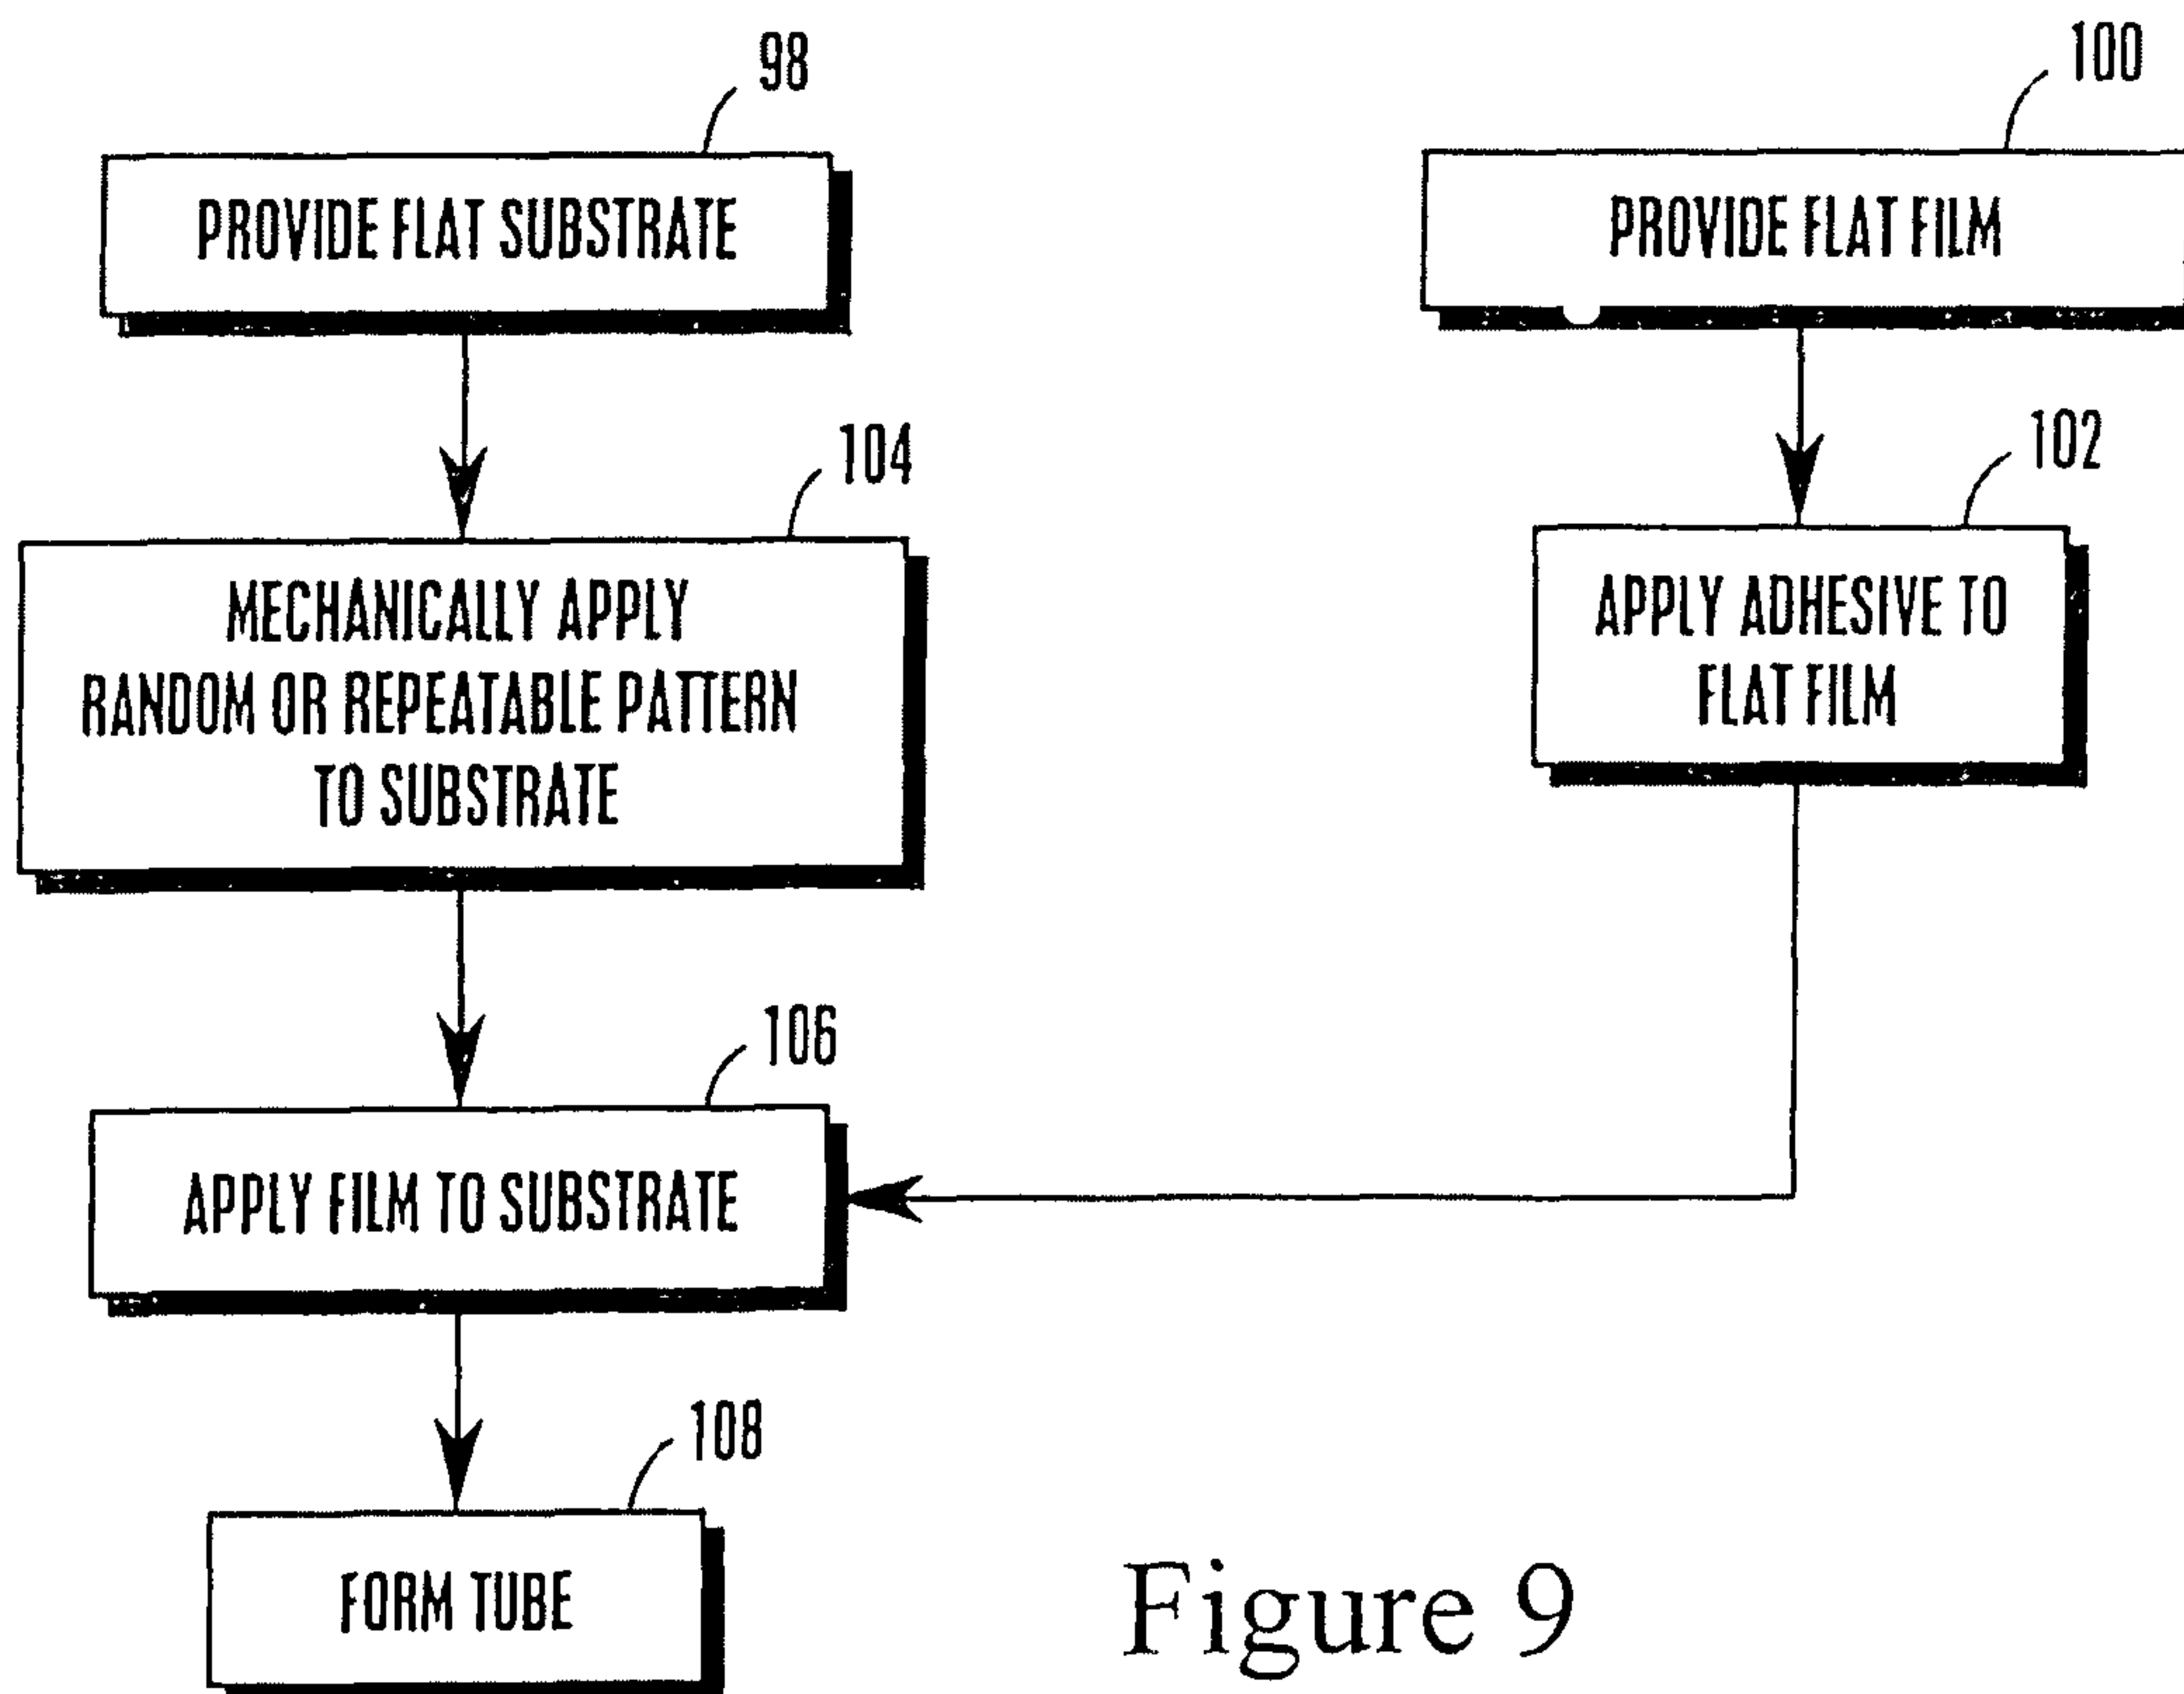 98
PROVIDE FLAT SUBSTRATE
100
PROVIDE FLAT FILM
104
MECHANICALLY APPLY
RANDOM OR REPEATABLE PATTERN
TO SUBSTRATE
102
APPLY ADHESIVE TO
FLAT FILM
106
APPLY FILM TO SUBSTRATE
108
FORM TUBE
Figure 9